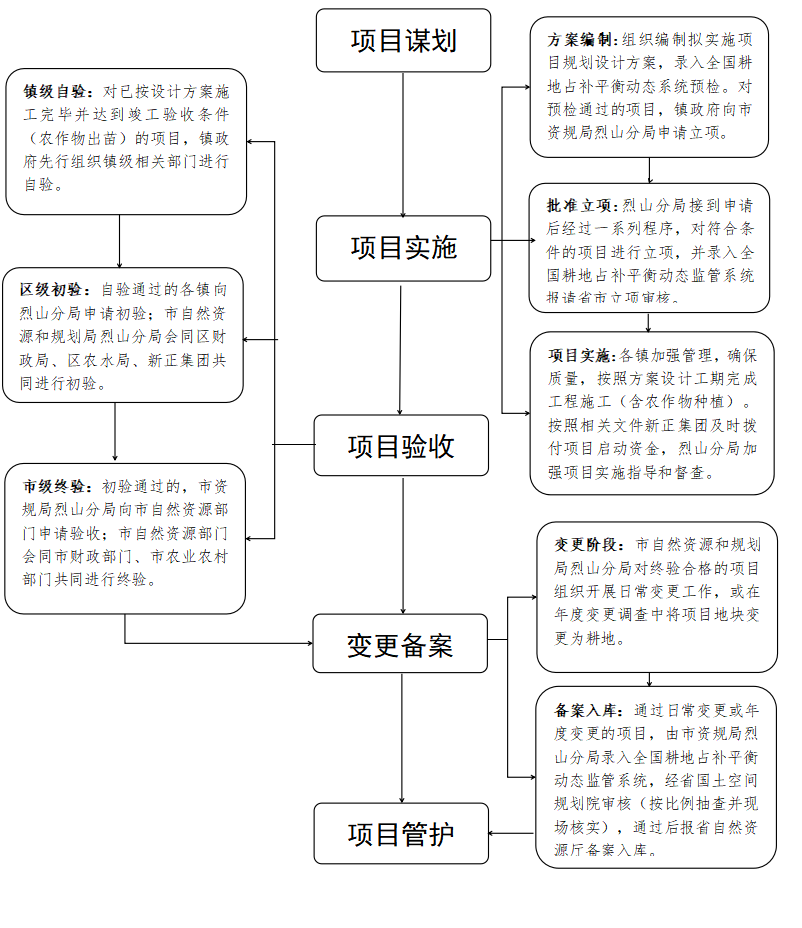 项目谋划
方案编制:组织编制拟实施项
目规划设计方案，录入全国耕
地占补平衡动态系统预检。对
预检通过的项目，镇政府向市
资规局烈山分局申请立项。
镇级自验：对已按设计方案施
工完毕并达到竣工验收条件
（农作物出苗）的项目，镇政
府先行组织镇级相关部门进行
自验。
项目实施
批准立项:烈山分局接到申请
后经过一系列程序，对符合条
件的项目进行立项，并录入全
国耕地占补平衡动态监管系统
报请省市立项审核。
区级初验：自验通过的各镇向
烈山分局申请初验；市自然资
源和规划局烈山分局会同区财
政局、区农水局、新正集团共
同进行初验。
项目实施:各镇加强管理，确保
质量，按照方案设计工期完成
工程施工（含农作物种植）。
按照相关文件新正集团及时拨
付项目启动资金，烈山分局加
强项目实施指导和督查。
项目验收
市级终验：初验通过的，市资
规局烈山分局向市自然资源部
门申请验收；市自然资源部门
会同市财政部门、市农业农村
部门共同进行终验。
变更阶段：市自然资源和规划
局烈山分局对终验合格的项目
组织开展日常变更工作，或在
年度变更调查中将项目地块变
更为耕地。
变更备案
备案入库：通过日常变更或年
度变更的项目，由市资规局烈
山分局录入全国耕地占补平衡
动态监管系统，经省国土空间
规划院审核（按比例抽查并现
场核实），通过后报省自然资
源厅备案入库。
项目管护